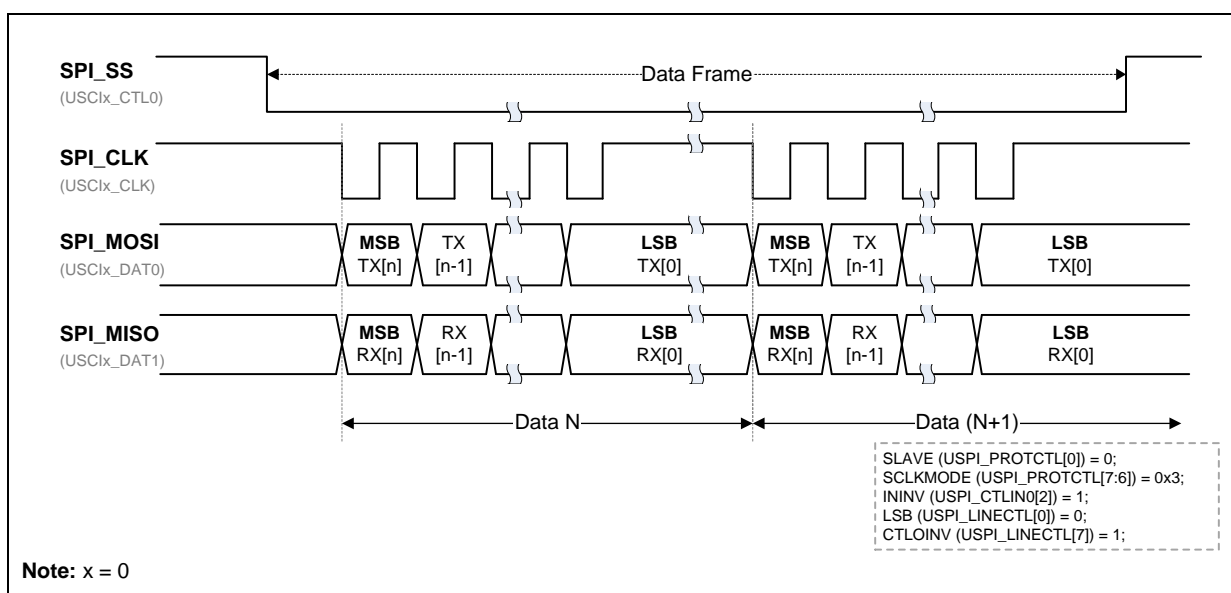 SPI_SS
(USCIx_CTL0)
Data Frame
SPI_CLK
(USCIx_CLK)
SPI_MOSI
(USCIx_DAT0)
MSB TX LSB MSB TX LSB
TX[n] [n-1] TX[0] TX[n] [n-1] TX[0]
SPI_MISO
(USCIx_DAT1)
MSB RX LSB MSB RX LSB
RX[n] [n-1] RX[0] RX[n] [n-1] RX[0]
Data N Data (N+1)
SLAVE (USPI_PROTCTL[0]) = 0;
SCLKMODE (USPI_PROTCTL[7:6]) = 0x3;
ININV (USPI_CTLIN0[2]) = 1;
LSB (USPI_LINECTL[0]) = 0;
CTLOINV (USPI_LINECTL[7]) = 1;
Note: x = 0